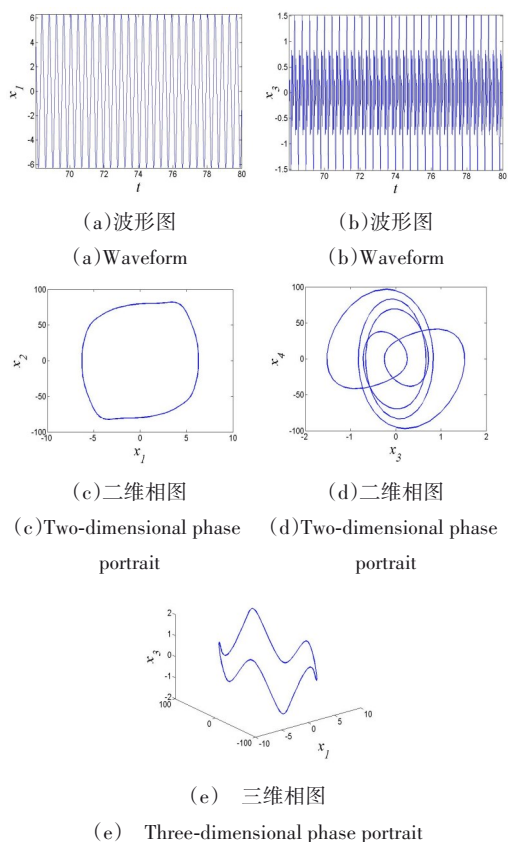 6
4
2
0
-2
-4
-6
x1
70 72 74 76 78 80
t
(a)波形图
(a)Waveform
1.5
1
0.5
0
-0.5
-1
-1.5
x3
70 72 74 76 78 80
t
(b)波形图
(b)Waveform
100
50
0
-50
-100
x2
-10 -5 0 5 10
x1
(c)二维相图
(c)Two-dimensional phase
portrait
100
50
0
-50
-100
x4
-2 -1 0 1 2
x3
(d)二维相图
(d)Two-dimensional phase
portrait
2
1
0
-1
-2
x3
100
0
-100
-10 -5 0 5 10
x1
(e) 三维相图
(e) Three-dimensional phase portrait